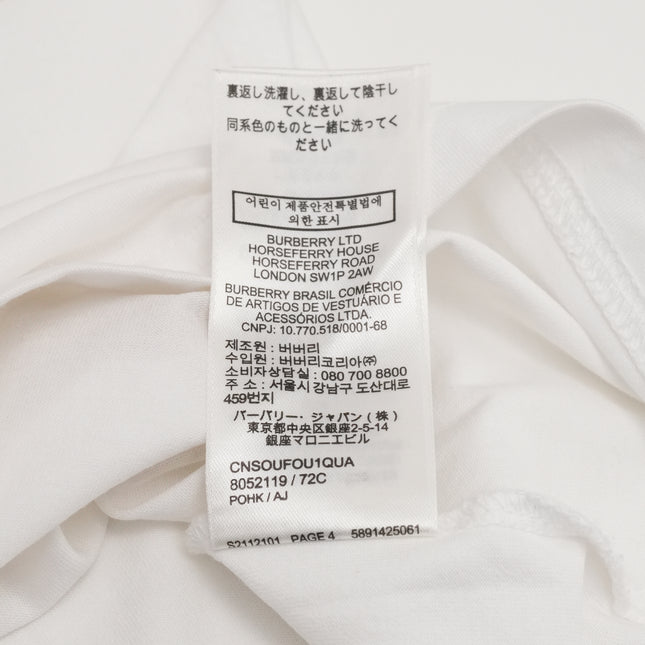 裏返し洗濯し、裏返して陰干し
てください
同系色のものと一緒に洗ってく
ださい
어린이 제품안전특별법에
의한 표시
BURBERRY LTD
HORSEFERRY HOUSE
HORSEFERRY ROAD
LONDON SW1P 2AW
BURBERRY BRASIL COMÉRCIO
DE ARTIGOS DE VESTUÁRIO E
ACESSÓRIOS LTDA.
CNPJ: 10.770.518/0001-68
제조원 : 버버리
수입원 : 버버리코리아㈜
소비자상담실 : 080 700 8800
주 소 : 서울시 강남구 도산대로
459번지
バーバリー・ジャパン(株)
東京都中央区銀座2-5-14
銀座マロニエビル
CNSOUFOU1QUA
8052119 / 72C
POHK / AJ
S2112101 PAGE 4 5891425061